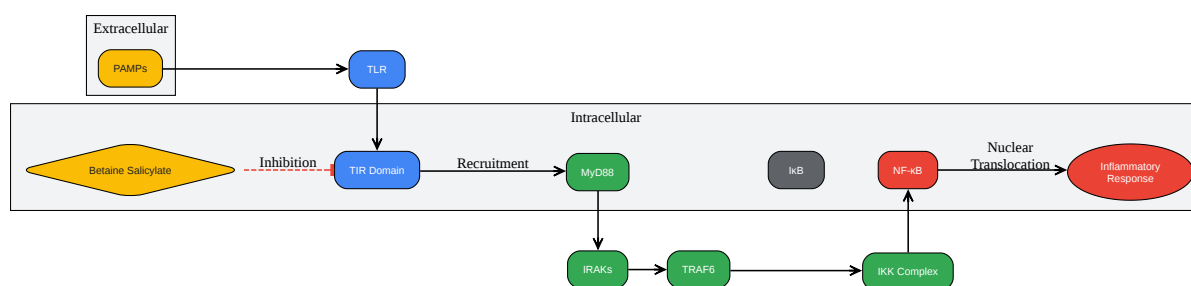 Extracellular
PAMPs
TLR
Intracellular
Betaine Salicylate
Inhibition
TIR Domain
Recruitment
MyD88
IκB
NF-κB
Nuclear
Translocation
Inflammatory
Response
IRAKs
TRAF6
IKK Complex